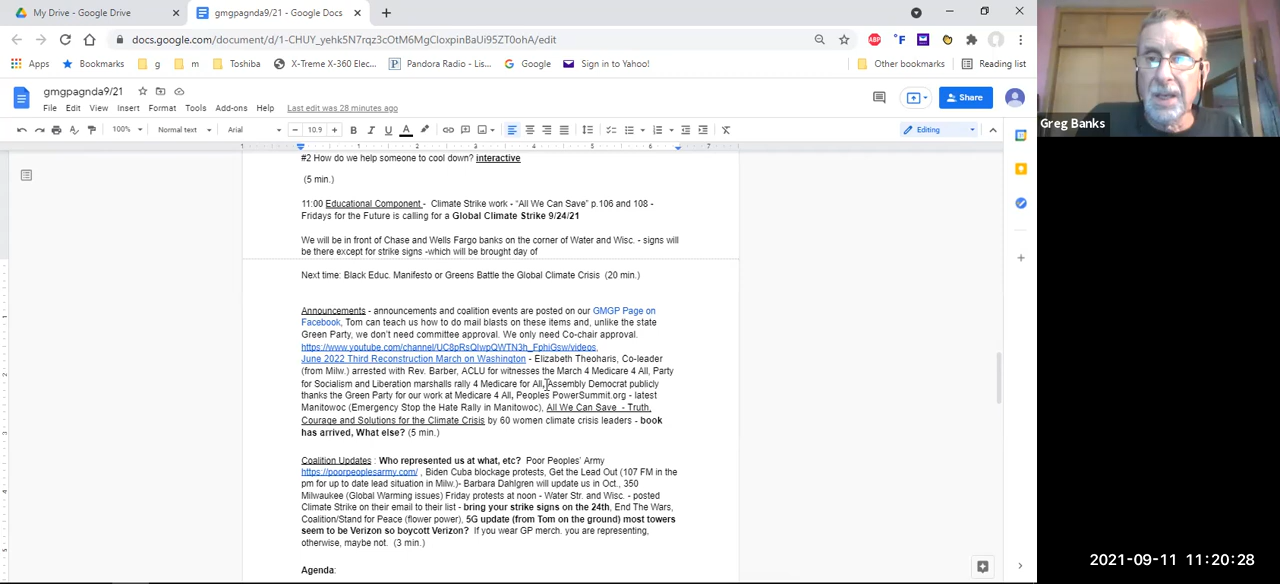 My Drive - Google Drive
gmgpagnda9/21 - Google Docs
docs.google.com/document/d/1-CHUY_yehk5N7rqz3cOtM6MgCloxpinBaUi95ZT0ohA/edit
Apps Bookmarks g m Toshiba X-Treme X-360 Elec... Pandora Radio - Lis... Google Sign in to Yahoo! Other bookmarks Reading list
gmgpagnda9/21
Share
File Edit View Insert Format Tools Add-ons Help Last edit was 28 minutes ago
100% Normal text Arial 10.9 Editing
#2 How do we help someone to cool down? interactive
(5 min.)
11:00 Educational Component - Climate Strike work - “All We Can Save” p.106 and 108 -
Fridays for the Future is calling for a Global Climate Strike 9/24/21
We will be in front of Chase and Wells Fargo banks on the corner of Water and Wisc. - signs will
be there except for strike signs -which will be brought day of
Next time: Black Educ. Manifesto or Greens Battle the Global Climate Crisis (20 min.)
Announcements - announcements and coalition events are posted on our GMGP Page on
Facebook, Tom can teach us how to do mail blasts on these items and, unlike the state
Green Party, we don't need committee approval. We only need Co-chair approval.
https://www.youtube.com/channel/UC8pRsQIwpQWTN3h_FphiGsw/videos,
June 2022 Third Reconstruction March on Washington - Elizabeth Theoharis, Co-leader
(from Milw.) arrested with Rev. Barber, ACLU for witnesses the March 4 Medicare 4 All, Party
for Socialism and Liberation marshalls rally 4 Medicare for All, Assembly Democrat publicly
thanks the Green Party for our work at Medicare 4 All, Peoples PowerSummit.org - latest
Manitowoc (Emergency Stop the Hate Rally in Manitowoc), All We Can Save - Truth,
Courage and Solutions for the Climate Crisis by 60 women climate crisis leaders - book
has arrived, What else? (5 min.)
Coalition Updates : Who represented us at what, etc? Poor Peoples' Army
https://poorpeoplesarmy.com/ , Biden Cuba blockage protests, Get the Lead Out (107 FM in the
pm for up to date lead situation in Milw.)- Barbara Dahlgren will update us in Oct., 350
Milwaukee (Global Warming issues) Friday protests at noon - Water Str. and Wisc. - posted
Climate Strike on their email to their list - bring your strike signs on the 24th, End The Wars,
Coalition/Stand for Peace (flower power), 5G update (from Tom on the ground) most towers
seem to be Verizon so boycott Verizon? If you wear GP merch. you are representing,
otherwise, maybe not. (3 min.)
Agenda:
Greg Banks
2021-09-11 11:20:28